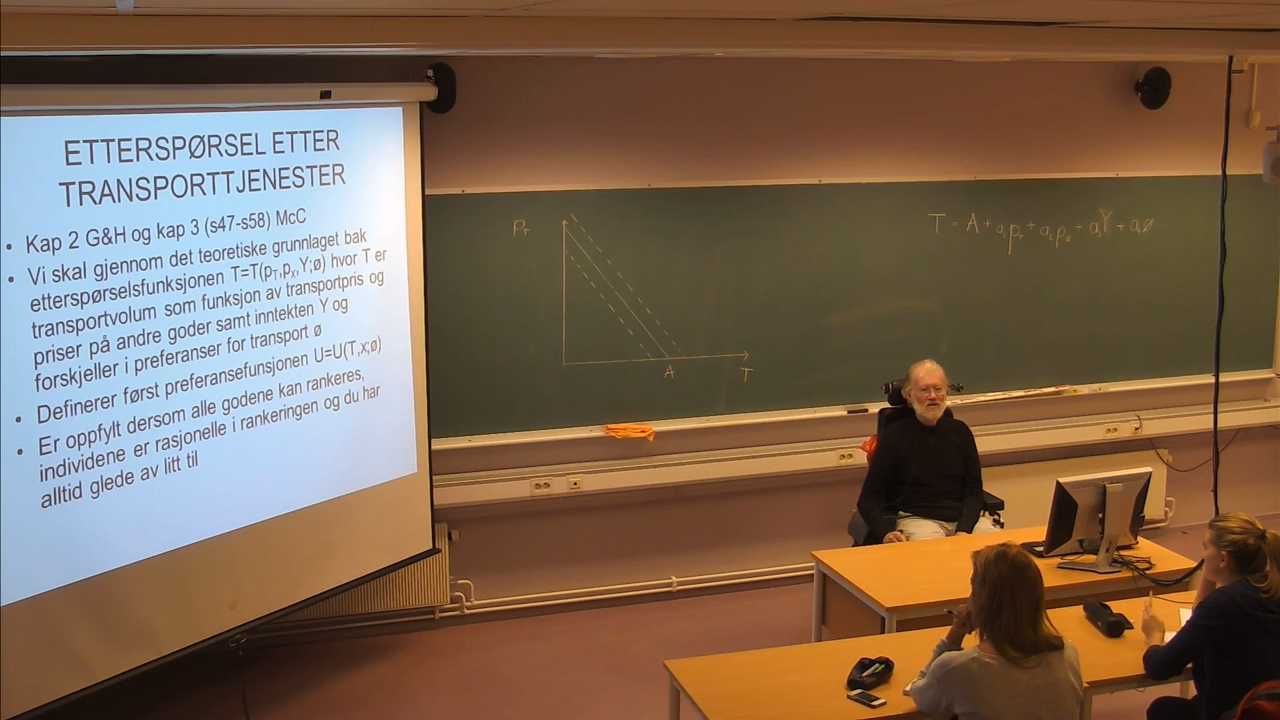 ETTERSPØRSEL ETTER
TRANSPORTTJENESTER
• Kap 2 G&H og kap 3 (s47-s58) McC
• Vi skal gjennom det teoretiske grunnlaget bak
etterspørselsfunksjonen T=T(pT,px,Y;ø) hvor T er
transportvolum som funksjon av transportpris og
priser på andre goder samt inntekten Y og
forskjeller i preferanser for transport ø
• Definerer først preferansefunsjonen U=U(T,x;ø)
• Er oppfylt dersom alle godene kan rankeres,
individene er rasjonelle i rankeringen og du har
alltid glede av litt til
PT
A
T
T = A + a1pT + a2px + a3Y + a4ø